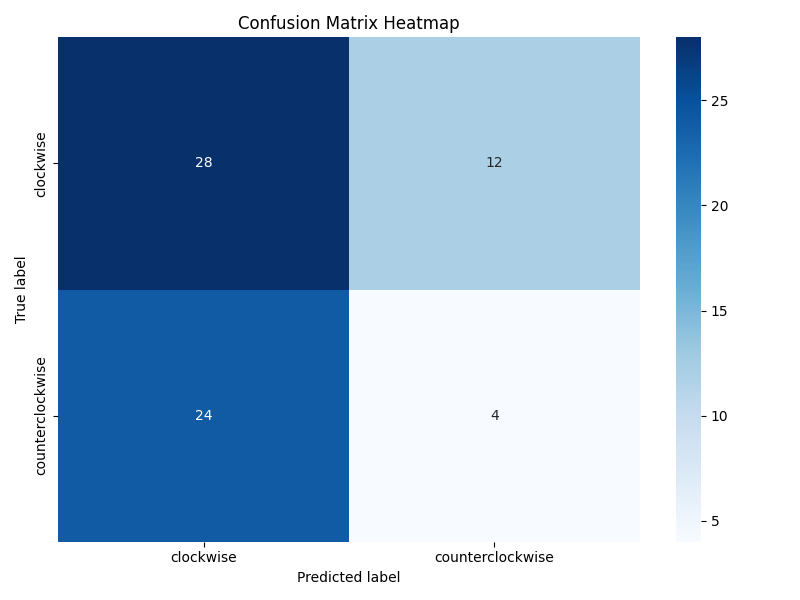 Confusion Matrix Heatmap
True label
clockwise
counterclockwise
28
12
24
4
clockwise
counterclockwise
Predicted label
25
20
15
10
5